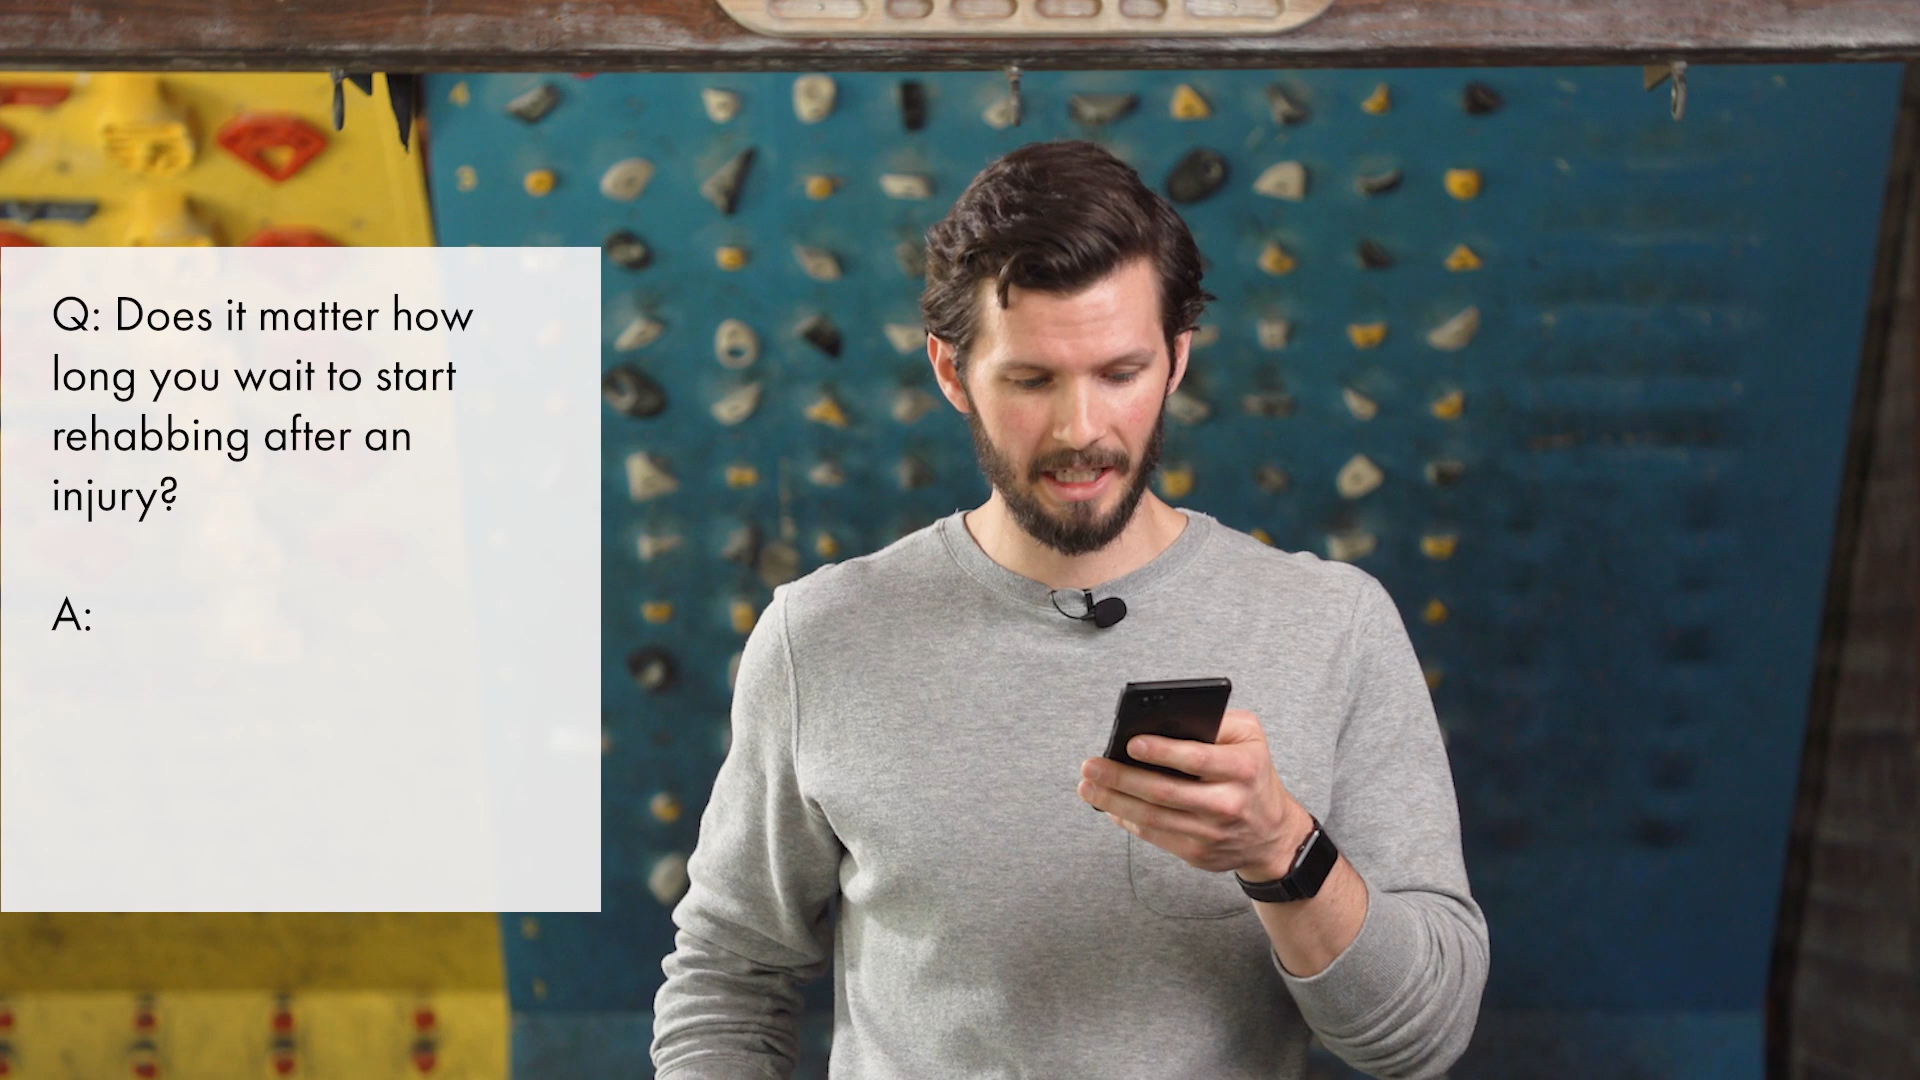 Q: Does it matter how
long you wait to start
rehabbing after an
injury?
A: